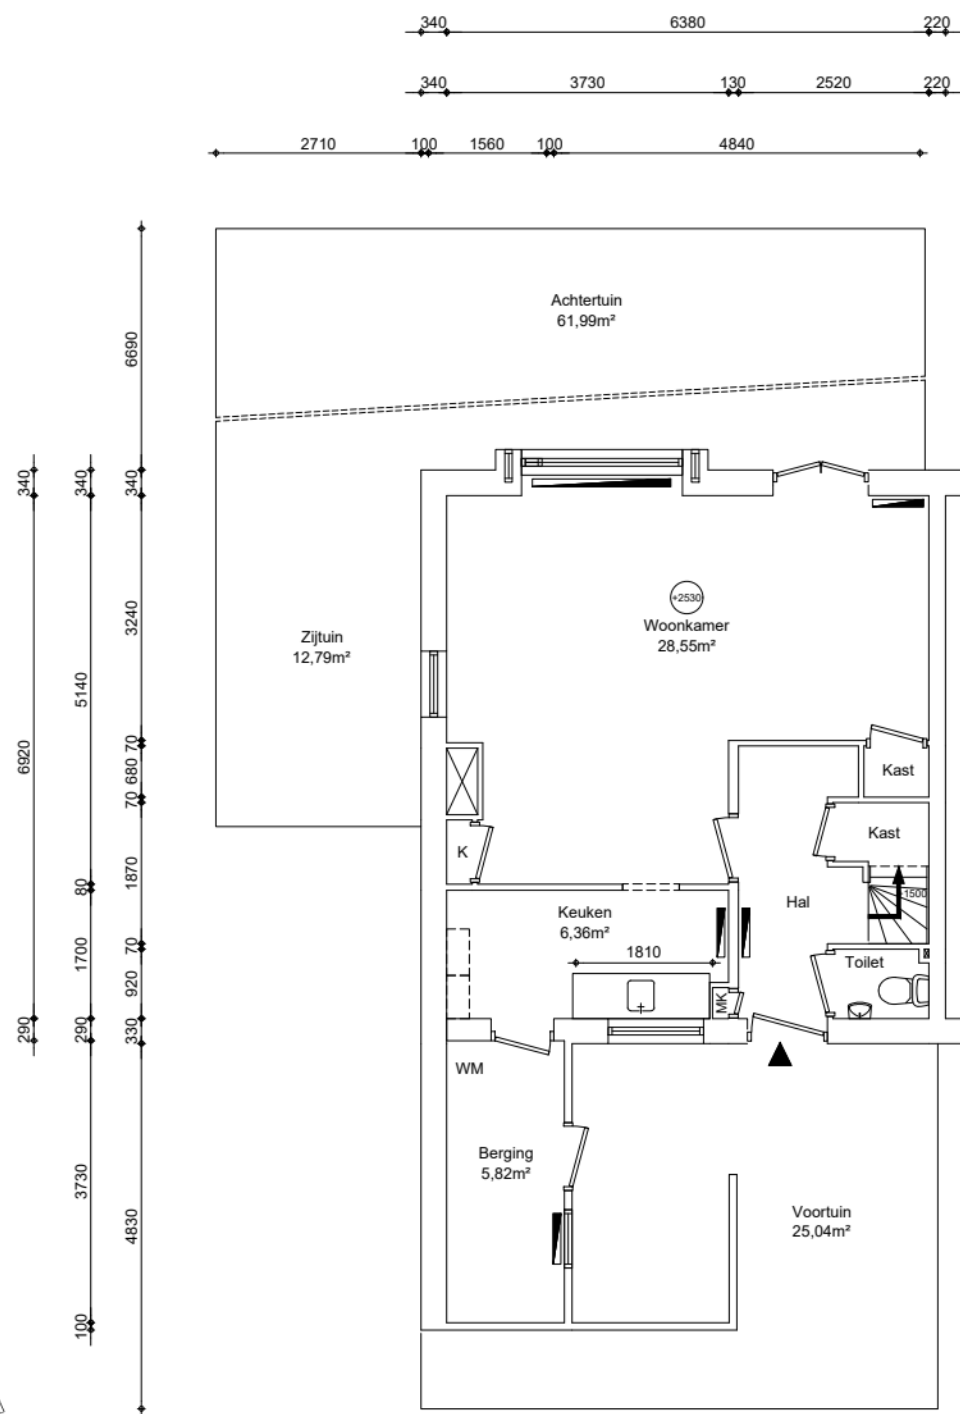 340 6380 220
340 3730 130 2520 220
2710 100 1560 100 4840
Achtertuin
61,99m²
6690
340 340 340
3240
+2530
Woonkamer
28,55m²
Zijtuin
12,79m²
5140
6920
70
680
70
Kast
Kast
K
1870
80
Hal
1500
Keuken
6,36m²
1810
1700
70
920
Toilet
MK
290 290 330
WM
Berging
5,82m²
3730
4830
Voortuin
25,04m²
100